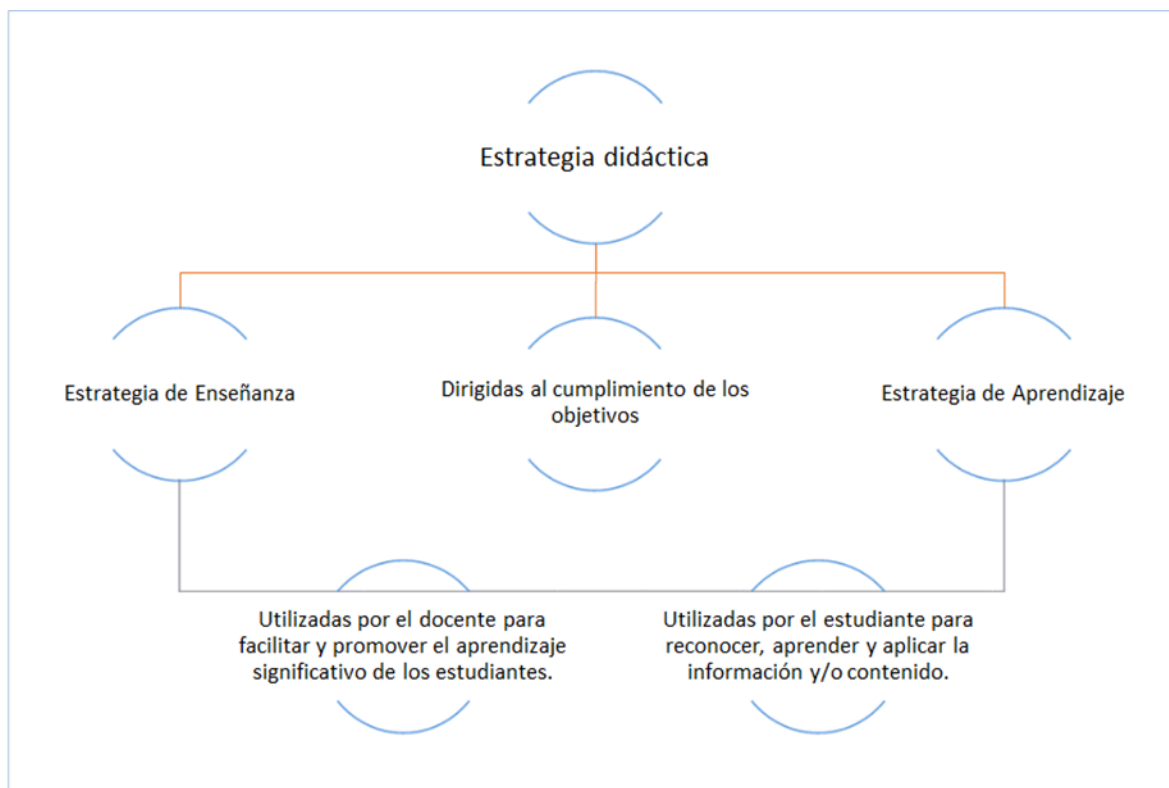 Estrategia didáctica
Estrategia de Enseñanza
Dirigidas al cumplimiento de los
objetivos
Estrategia de Aprendizaje
Utilizadas por el docente para
facilitar y promover el aprendizaje
significativo de los estudiantes.
Utilizadas por el estudiante para
reconocer, aprender y aplicar la
información y/o contenido.